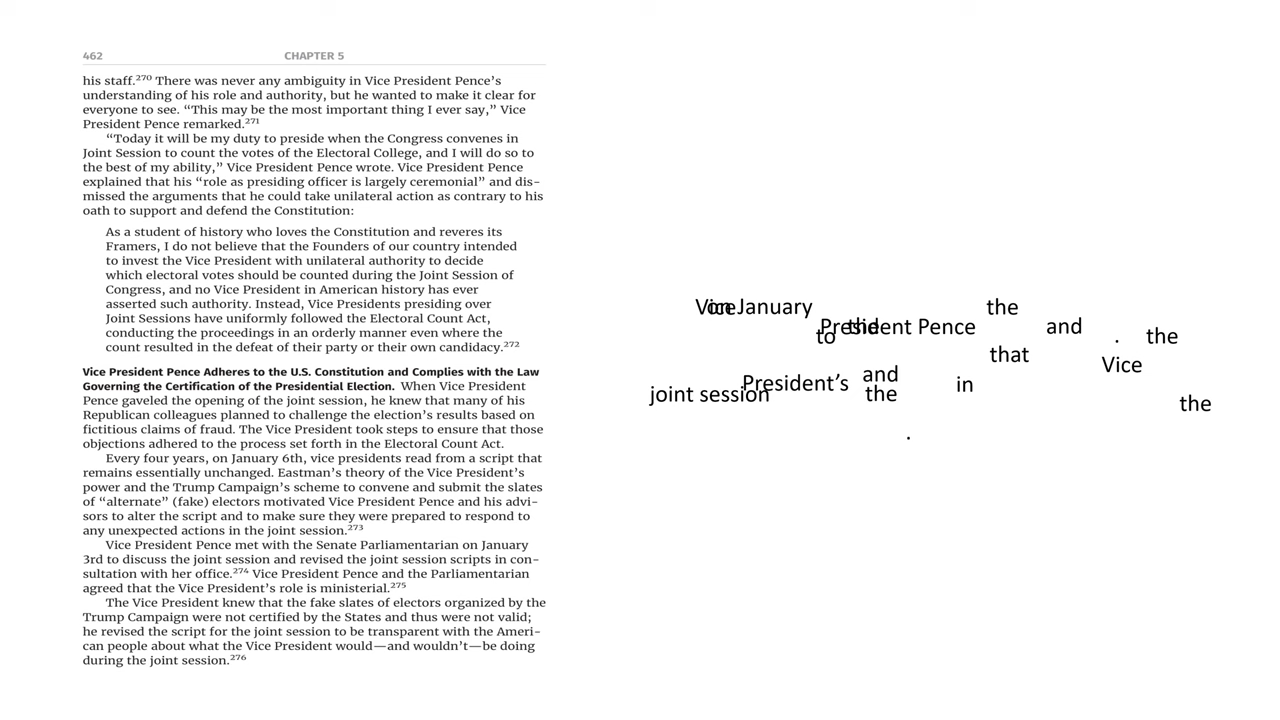 462 CHAPTER 5
his staff.²⁷⁰ There was never any ambiguity in Vice President Pence’s
understanding of his role and authority, but he wanted to make it clear for
everyone to see. “This may be the most important thing I ever say,” Vice
President Pence remarked.²⁷¹
“Today it will be my duty to preside when the Congress convenes in
Joint Session to count the votes of the Electoral College, and I will do so to
the best of my ability,” Vice President Pence wrote. Vice President Pence
explained that his “role as presiding officer is largely ceremonial” and dis-
missed the arguments that he could take unilateral action as contrary to his
oath to support and defend the Constitution:
As a student of history who loves the Constitution and reveres its
Framers, I do not believe that the Founders of our country intended
to invest the Vice President with unilateral authority to decide
which electoral votes should be counted during the Joint Session of
Congress, and no Vice President in American history has ever
asserted such authority. Instead, Vice Presidents presiding over
Joint Sessions have uniformly followed the Electoral Count Act,
conducting the proceedings in an orderly manner even where the
count resulted in the defeat of their party or their own candidacy.²⁷²
Vice President Pence Adheres to the U.S. Constitution and Complies with the Law
Governing the Certification of the Presidential Election. When Vice President
Pence gaveled the opening of the joint session, he knew that many of his
Republican colleagues planned to challenge the election’s results based on
fictitious claims of fraud. The Vice President took steps to ensure that those
objections adhered to the process set forth in the Electoral Count Act.
Every four years, on January 6th, vice presidents read from a script that
remains essentially unchanged. Eastman’s theory of the Vice President’s
power and the Trump Campaign’s scheme to convene and submit the slates
of “alternate” (fake) electors motivated Vice President Pence and his advi-
sors to alter the script and to make sure they were prepared to respond to
any unexpected actions in the joint session.²⁷³
Vice President Pence met with the Senate Parliamentarian on January
3rd to discuss the joint session and revised the joint session scripts in con-
sultation with her office.²⁷⁴ Vice President Pence and the Parliamentarian
agreed that the Vice President’s role is ministerial.²⁷⁵
The Vice President knew that the fake slates of electors organized by the
Trump Campaign were not certified by the States and thus were not valid;
he revised the script for the joint session to be transparent with the Ameri-
can people about what the Vice President would—and wouldn’t—be doing
during the joint session.²⁷⁶
Vice on January the
President Pence the and
to . the
that
Vice
President’s and in
joint session the
the
.